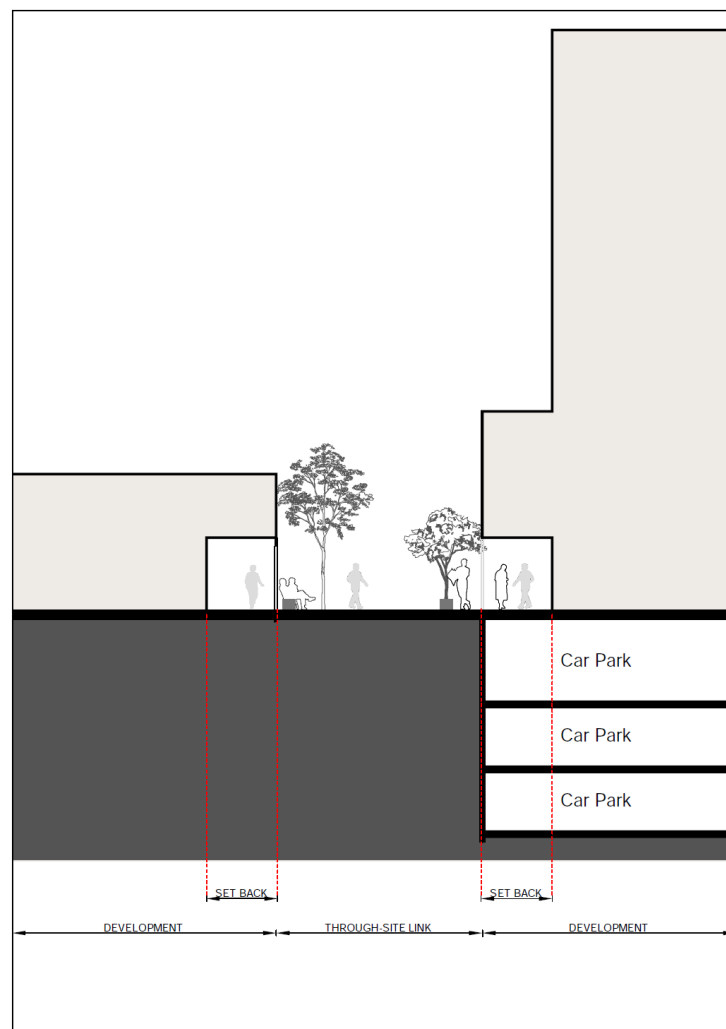 Car Park
Car Park
Car Park
SET BACK
SET BACK
DEVELOPMENT
THROUGH-SITE LINK
DEVELOPMENT